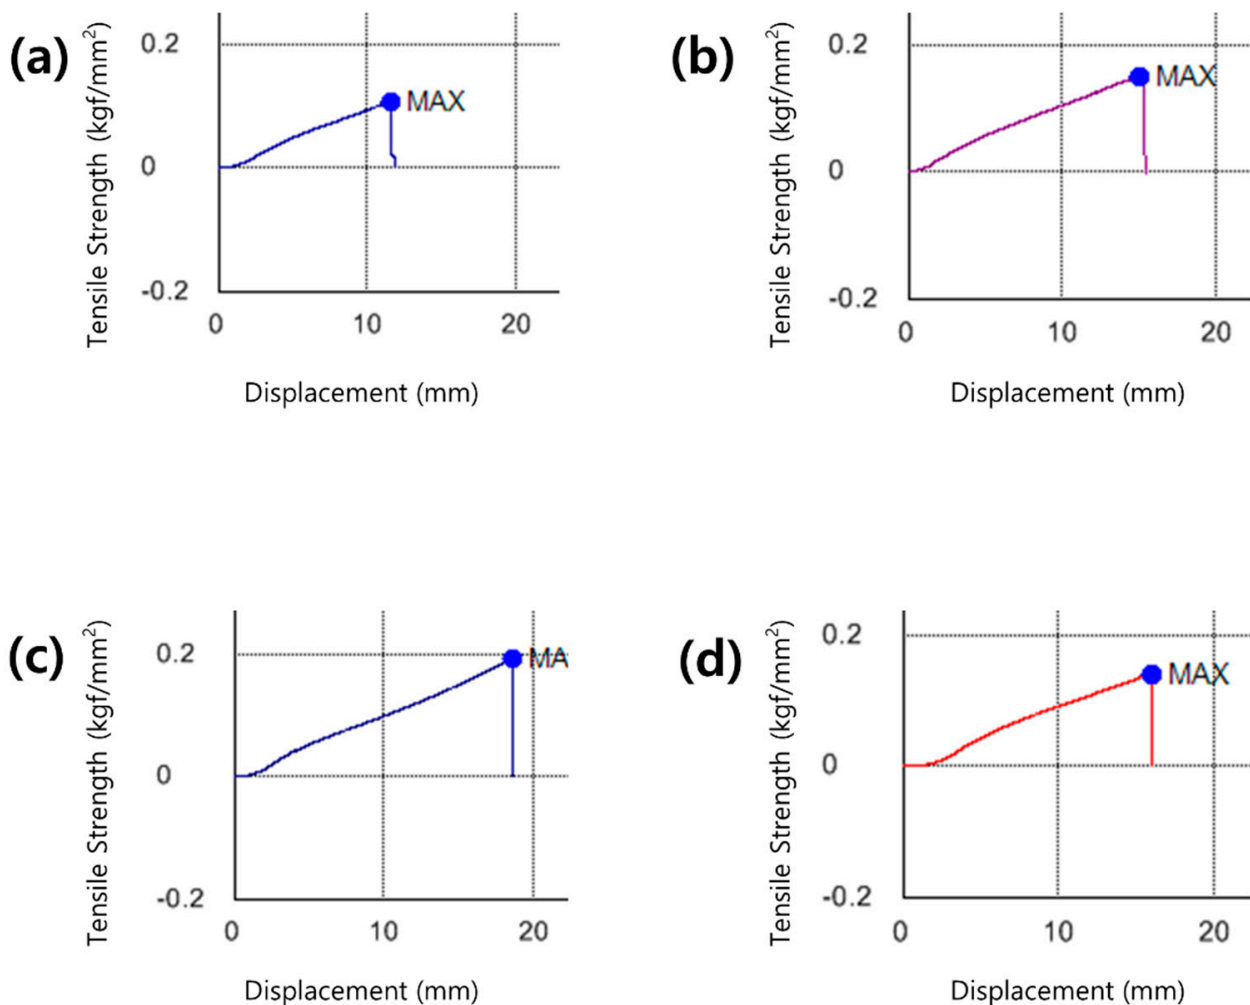 (a)
Tensile Strength (kgf/mm²)
0.2
0
-0.2
MAX
0 10 20
Displacement (mm)
(b)
Tensile Strength (kgf/mm²)
0.2
0
-0.2
MAX
0 10 20
Displacement (mm)
(c)
Tensile Strength (kgf/mm²)
0.2
0
-0.2
MA
0 10 20
Displacement (mm)
(d)
Tensile Strength (kgf/mm²)
0.2
0
-0.2
MAX
0 10 20
Displacement (mm)